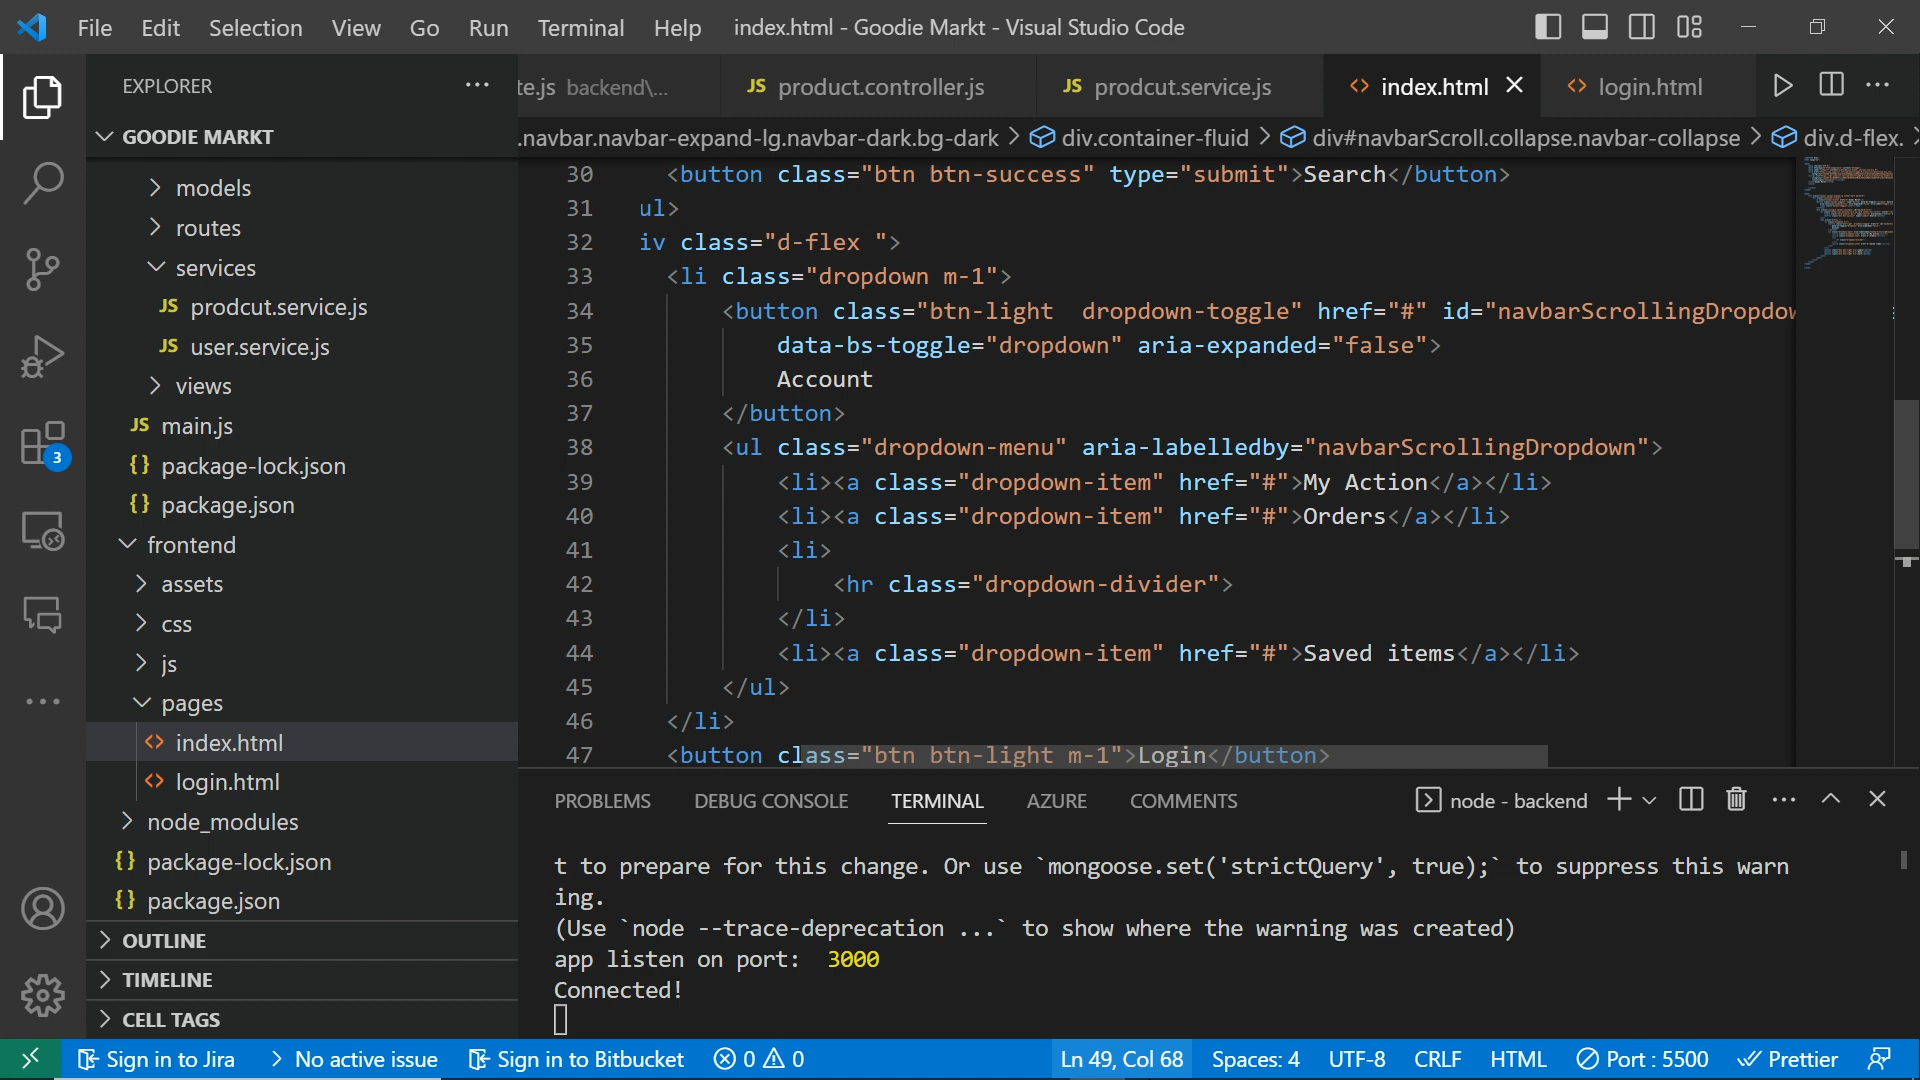 File Edit Selection View Go Run Terminal Help index.html - Goodie Markt - Visual Studio Code
EXPLORER
te.js backend\...
JS product.controller.js
JS prodcut.service.js
<> index.html
<> login.html
GOODIE MARKT
.navbar.navbar-expand-lg.navbar-dark.bg-dark > div.container-fluid > div#navbarScroll.collapse.navbar-collapse > div.d-flex. >
models
routes
services
JS prodcut.service.js
JS user.service.js
views
JS main.js
{} package-lock.json
{} package.json
frontend
assets
css
js
pages
<> index.html
<> login.html
node_modules
{} package-lock.json
{} package.json
OUTLINE
TIMELINE
CELL TAGS
3
30 <button class="btn btn-success" type="submit">Search</button>
31 ul>
32 iv class="d-flex ">
33 <li class="dropdown m-1">
34 <button class="btn-light  dropdown-toggle" href="#" id="navbarScrollingDropdow
35 data-bs-toggle="dropdown" aria-expanded="false">
36 Account
37 </button>
38 <ul class="dropdown-menu" aria-labelledby="navbarScrollingDropdown">
39 <li><a class="dropdown-item" href="#">My Action</a></li>
40 <li><a class="dropdown-item" href="#">Orders</a></li>
41 <li>
42 <hr class="dropdown-divider">
43 </li>
44 <li><a class="dropdown-item" href="#">Saved items</a></li>
45 </ul>
46 </li>
47 <button class="btn btn-light m-1">Login</button>
PROBLEMS DEBUG CONSOLE TERMINAL AZURE COMMENTS node - backend
t to prepare for this change. Or use `mongoose.set('strictQuery', true);` to suppress this warn
ing.
(Use `node --trace-deprecation ...` to show where the warning was created)
app listen on port:  3000
Connected!
Sign in to Jira No active issue Sign in to Bitbucket 0 0 Ln 49, Col 68 Spaces: 4 UTF-8 CRLF HTML Port : 5500 Prettier